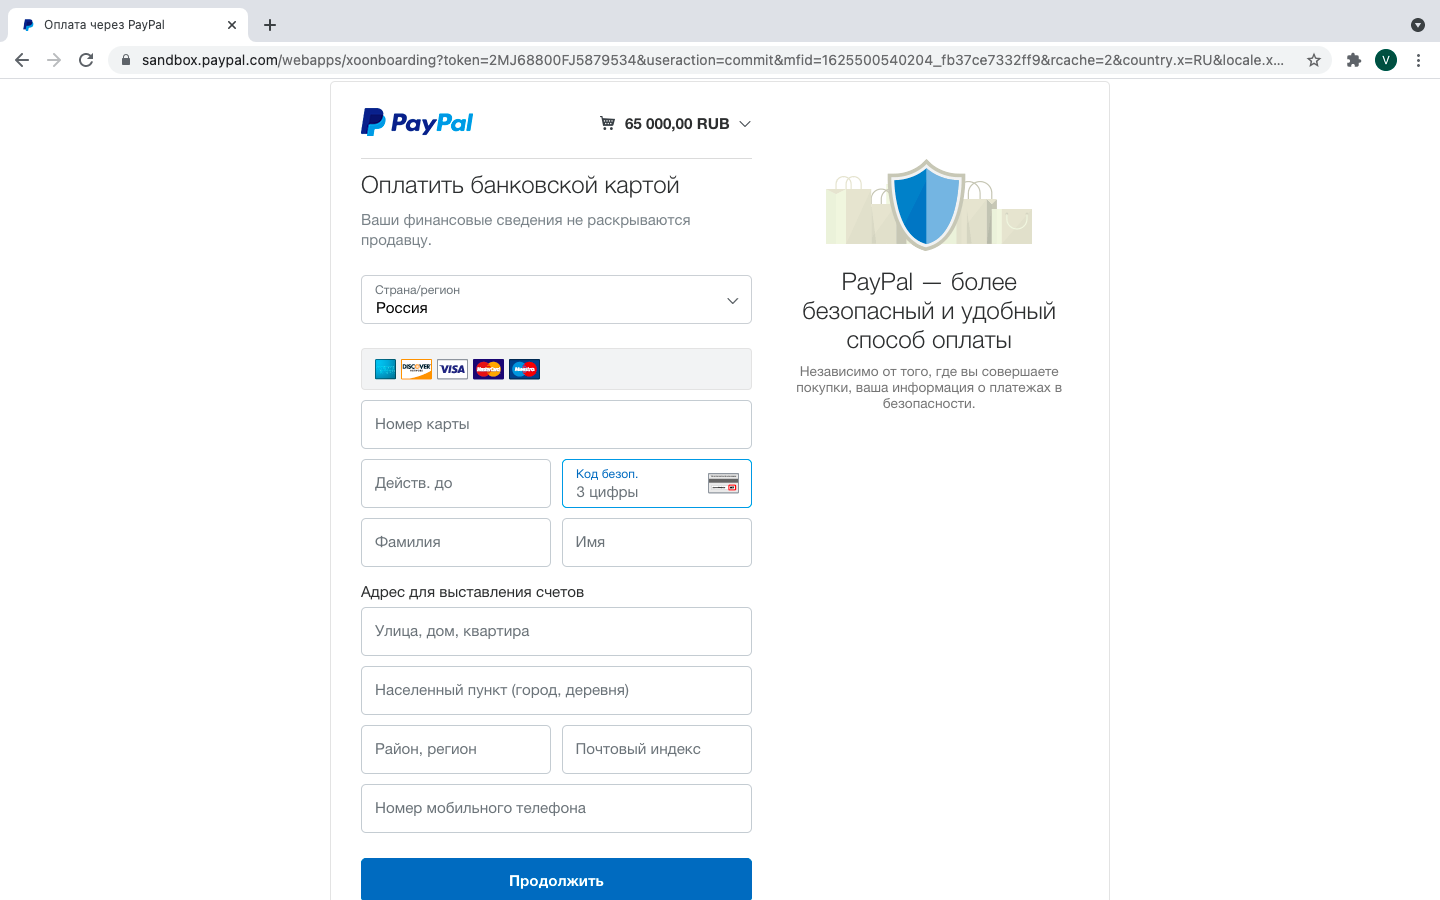 Оплата через PayPal
sandbox.paypal.com/webapps/xoonboarding?token=2MJ68800FJ5879534&useraction=commit&mfid=1625500540204_fb37ce7332ff9&rcache=2&country.x=RU&locale.x...
V
PayPal
65 000,00 RUB
Оплатить банковской картой
Ваши финансовые сведения не раскрываются
продавцу.
Страна/регион
Россия
DISCOVER
VISA
MasterCard
Maestro
Номер карты
Действ. до
Код безоп.
3 цифры
Фамилия
Имя
Адрес для выставления счетов
Улица, дом, квартира
Населенный пункт (город, деревня)
Район, регион
Почтовый индекс
Номер мобильного телефона
Продолжить
PayPal — более
безопасный и удобный
способ оплаты
Независимо от того, где вы совершаете
покупки, ваша информация о платежах в
безопасности.